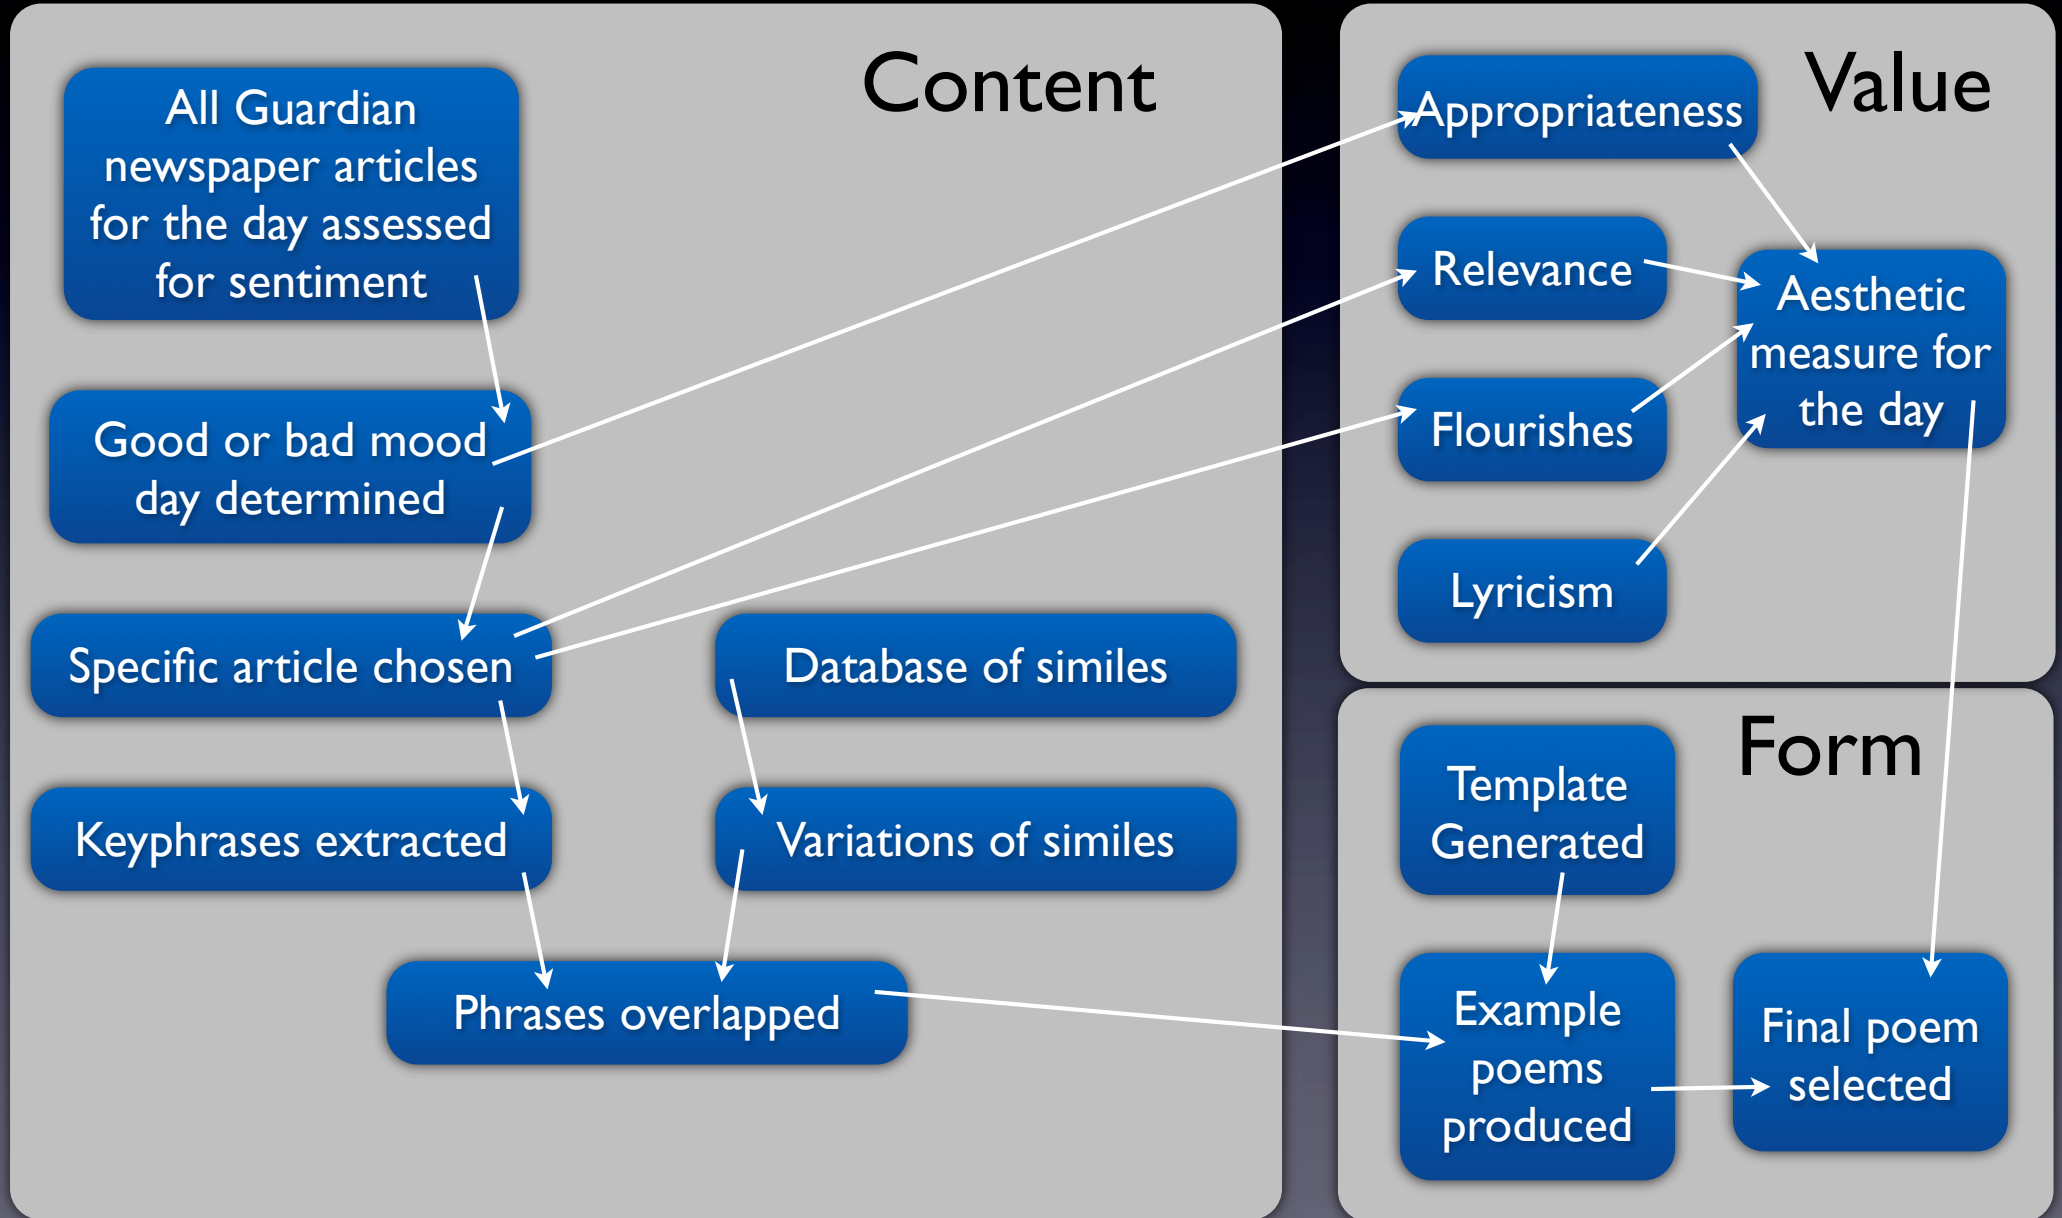 Content
All Guardian
newspaper articles
for the day assessed
for sentiment
Good or bad mood
day determined
Specific article chosen
Database of similes
Keyphrases extracted
Variations of similes
Phrases overlapped
Value
Appropriateness
Relevance
Flourishes
Lyricism
Aesthetic
measure for
the day
Form
Template
Generated
Example
poems
produced
Final poem
selected